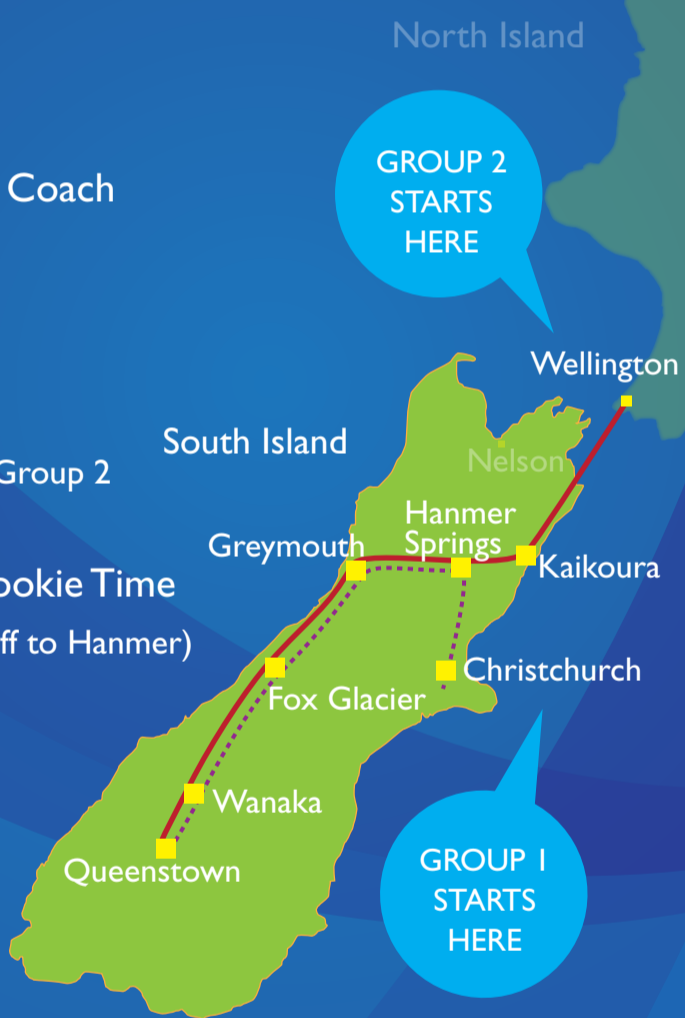 North Island
GROUP 2
STARTS
HERE
Coach
Wellington
South Island
Nelson
Group 2
Hanmer
Springs
Greymouth
Kaikoura
ookie Time
ff to Hanmer)
Christchurch
Fox Glacier
Wanaka
Queenstown
GROUP 1
STARTS
HERE